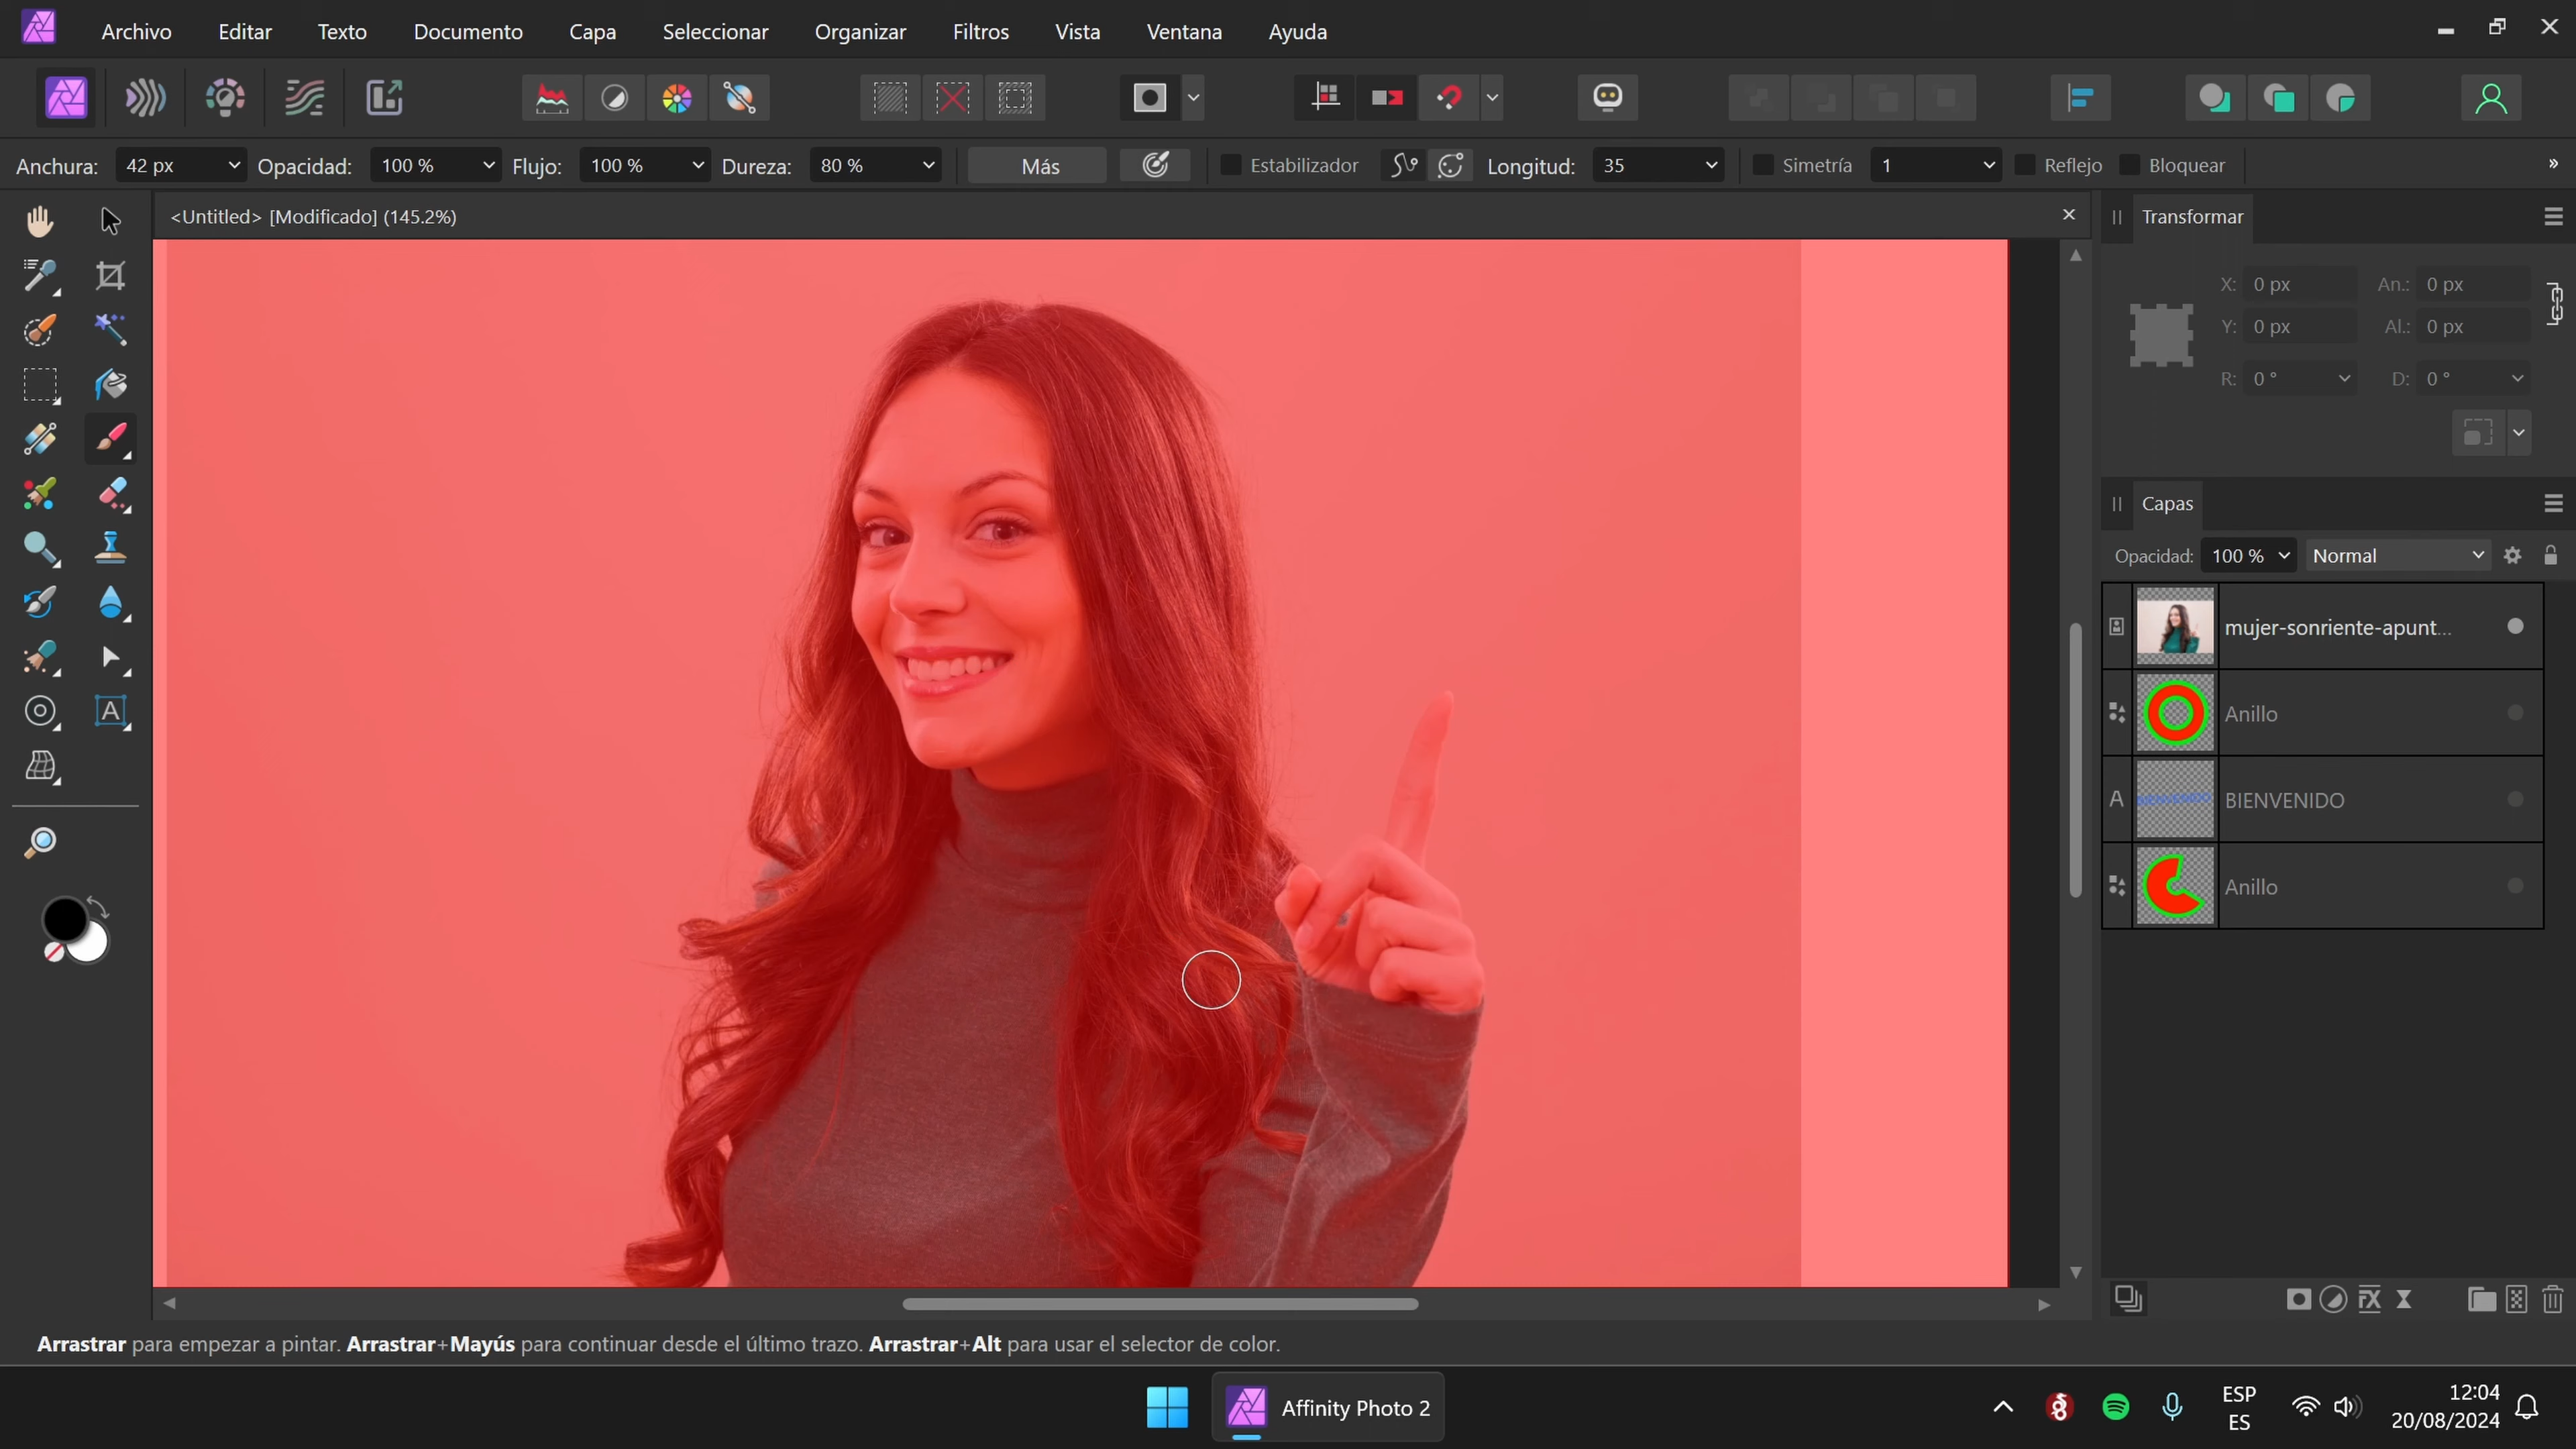 Archivo Editar Texto Documento Capa Seleccionar Organizar Filtros Vista Ventana Ayuda
Anchura: 42 px Opacidad: 100 % Flujo: 100 % Dureza: 80 % Más Estabilizador Longitud: 35 Simetría 1 Reflejo Bloquear »
<Untitled> [Modificado] (145.2%)
Transformar
X: 0 px An.: 0 px
Y: 0 px Al.: 0 px
R: 0 ° D: 0 °
Capas
Opacidad: 100 % Normal
mujer-sonriente-apunt...
Anillo
A BIENVENIDO
Anillo
Arrastrar para empezar a pintar. Arrastrar+Mayús para continuar desde el último trazo. Arrastrar+Alt para usar el selector de color.
Affinity Photo 2
ESP
ES
12:04
20/08/2024